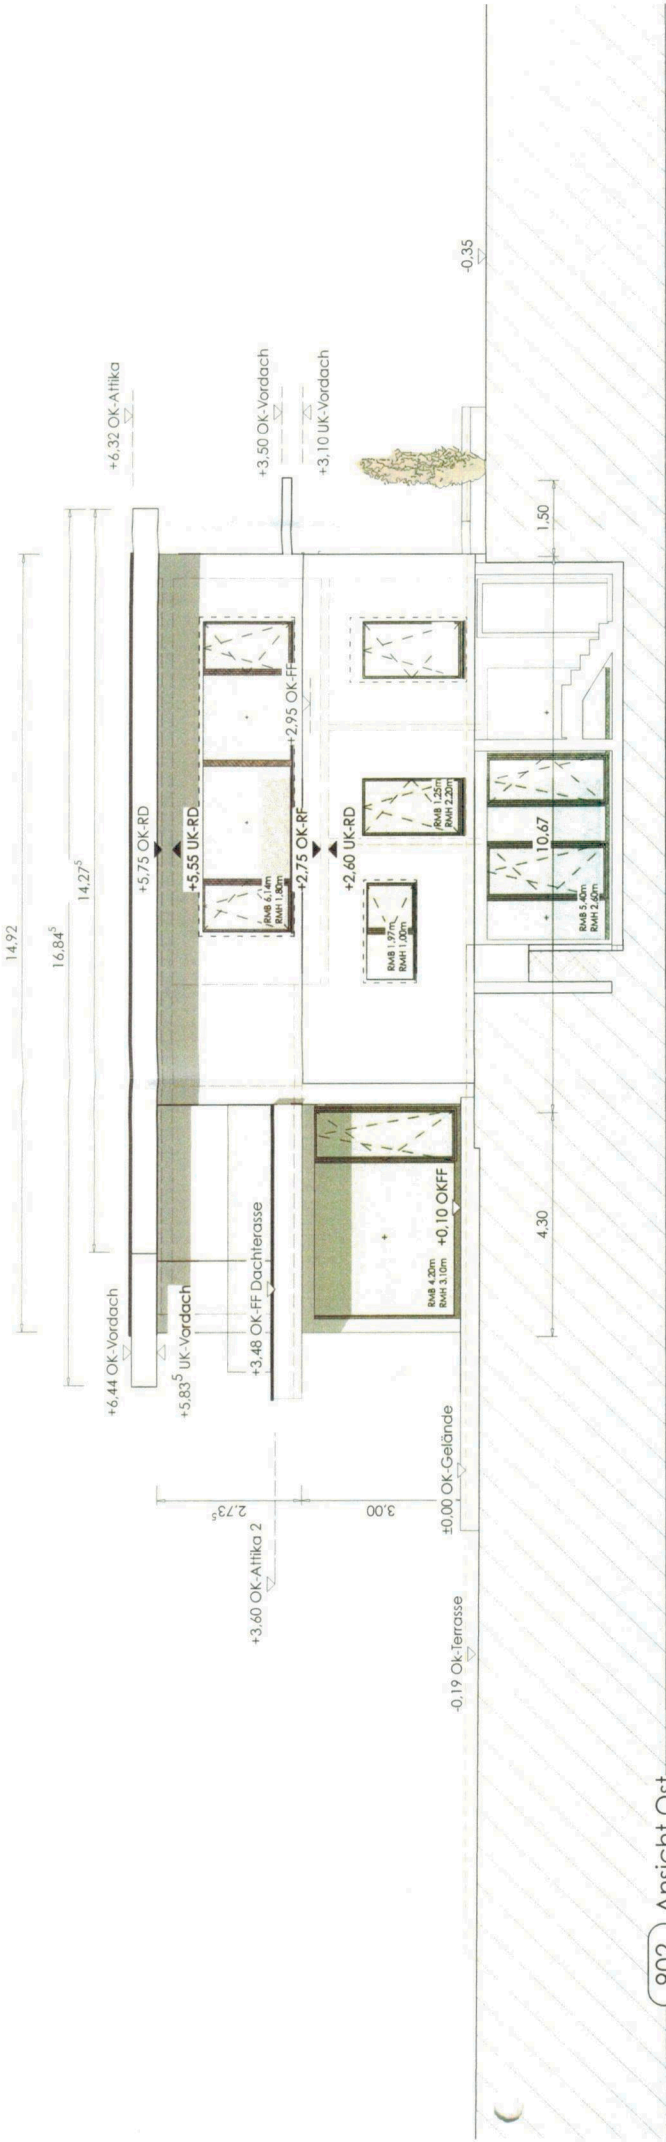 14,92
16,84⁵
14,27⁵
+6,44 OK-Vordach
+5,83⁵ UK-Vordach
+5,75 OK-RD
+5,55 UK-RD
+6,32 OK-Attika
+3,50 OK-Vordach
+3,10 UK-Vordach
RMB 6,14m
RMH 1,80m
+2,95 OK-FF
+2,75 OK-RF
+2,60 UK-RD
2,73⁵
+3,60 OK-Attika 2
+3,48 OK-FF Dachterasse
3,00
RMB 1,97m
RMH 1,00m
RMB 1,25m
RMH 2,20m
RMB 4,20m
RMH 3,10m
+0,10 OKFF
±0,00 OK-Gelände
-0,19 Ok-Terrasse
-0,35
4,30
10,67
1,50
RMB 5,40m
RMH 2,60m
902 Ansicht Ost